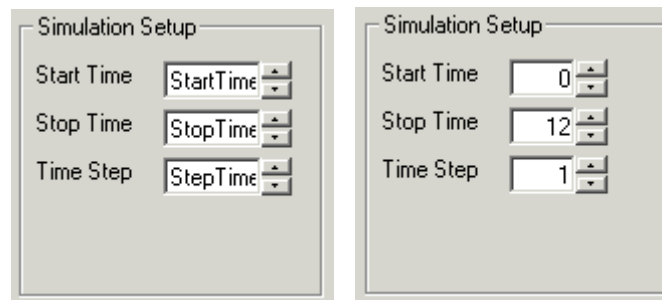 Simulation Setup
Start Time StartTime
Stop Time StopTime
Time Step StepTime
Simulation Setup
Start Time 0
Stop Time 12
Time Step 1